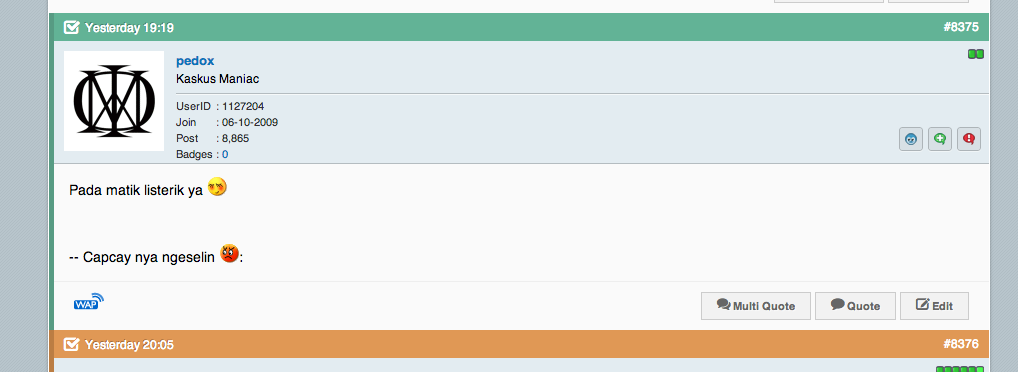 Yesterday 19:19 #8375
pedox
Kaskus Maniac
UserID : 1127204
Join : 06-10-2009
Post : 8,865
Badges : 0
Pada matik listerik ya
-- Capcay nya ngeselin :
WAP
Multi Quote Quote Edit
Yesterday 20:05 #8376